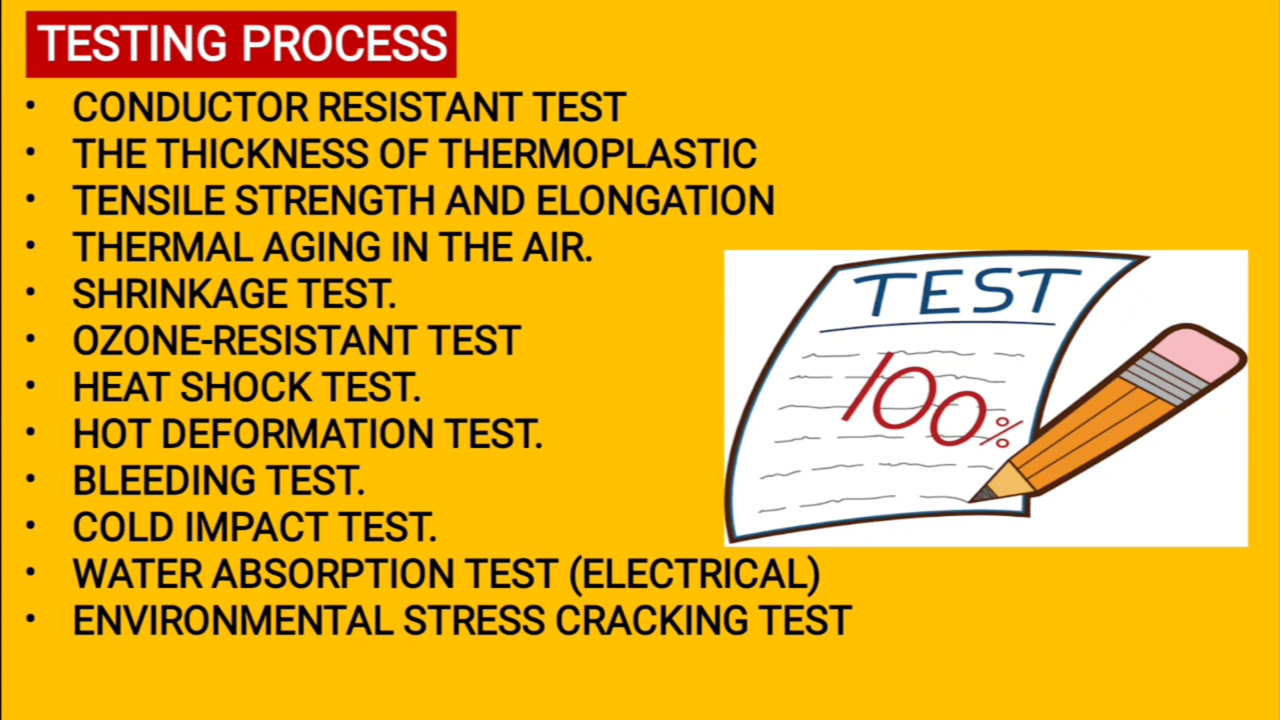 TESTING PROCESS
• CONDUCTOR RESISTANT TEST
• THE THICKNESS OF THERMOPLASTIC
• TENSILE STRENGTH AND ELONGATION
• THERMAL AGING IN THE AIR.
• SHRINKAGE TEST.
• OZONE-RESISTANT TEST
• HEAT SHOCK TEST.
• HOT DEFORMATION TEST.
• BLEEDING TEST.
• COLD IMPACT TEST.
• WATER ABSORPTION TEST (ELECTRICAL)
• ENVIRONMENTAL STRESS CRACKING TEST
TEST
100%